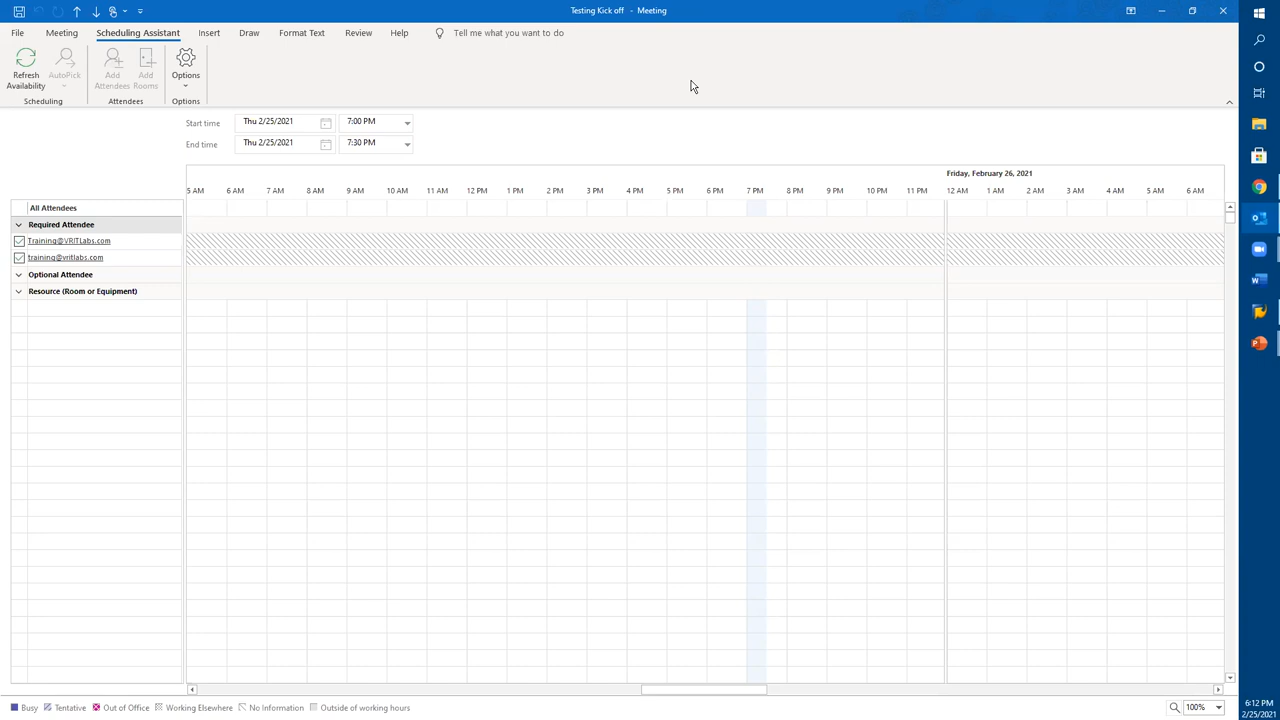 Testing Kick off - Meeting
File Meeting Scheduling Assistant Insert Draw Format Text Review Help Tell me what you want to do
Refresh Availability
AutoPick
Add Attendees
Add Rooms
Options
Scheduling Attendees Options
Start time Thu 2/25/2021 7:00 PM
End time Thu 2/25/2021 7:30 PM
Friday, February 26, 2021
5 AM 6 AM 7 AM 8 AM 9 AM 10 AM 11 AM 12 PM 1 PM 2 PM 3 PM 4 PM 5 PM 6 PM 7 PM 8 PM 9 PM 10 PM 11 PM 12 AM 1 AM 2 AM 3 AM 4 AM 5 AM 6 AM
All Attendees
Required Attendee
Training@VRITLabs.com
training@vritlabs.com
Optional Attendee
Resource (Room or Equipment)
Busy Tentative Out of Office Working Elsewhere No Information Outside of working hours
100%
6:12 PM
2/25/2021